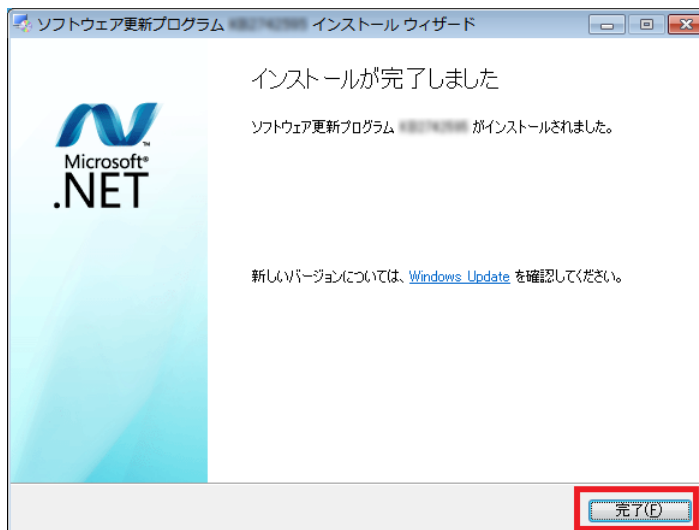 ソフトウェア更新プログラム インストール ウィザード
インストールが完了しました
ソフトウェア更新プログラム がインストールされました。
Microsoft®
.NET
新しいバージョンについては、Windows Update を確認してください。
完了(F)